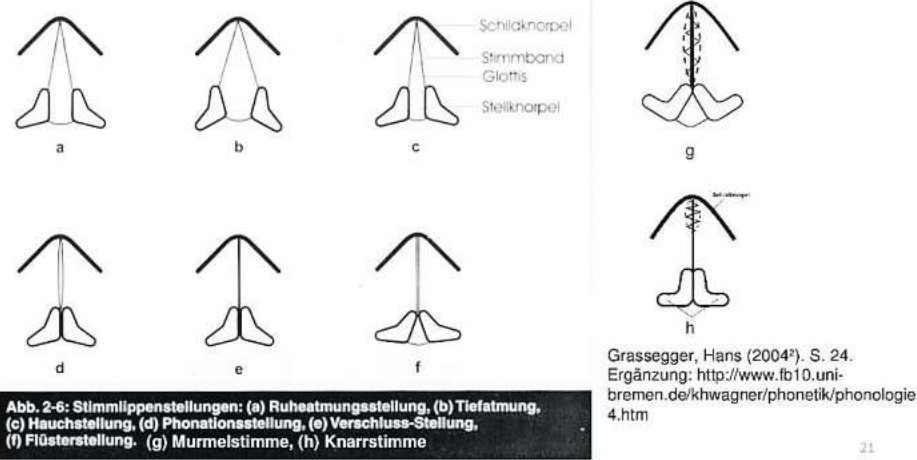 Schildknorpel
Stimmband
Glottis
Stellknorpel
a
b
c
g
Schildknorpel
d
e
f
h
Abb. 2-6: Stimmlippenstellungen: (a) Ruheatmungsstellung, (b) Tiefatmung,
(c) Hauchstellung, (d) Phonationsstellung, (e) Verschluss-Stellung,
(f) Flüsterstellung. (g) Murmelstimme, (h) Knarrstimme
Grassegger, Hans (2004²). S. 24.
Ergänzung: http://www.fb10.uni-
bremen.de/khwagner/phonetik/phonologie
4.htm
21